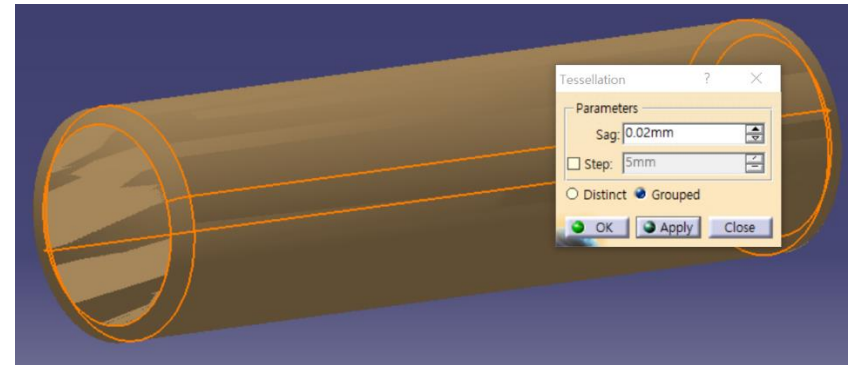 Tessellation ? ×
Parameters
Sag: 0.02mm
Step: 5mm
Distinct Grouped
OK Apply Close